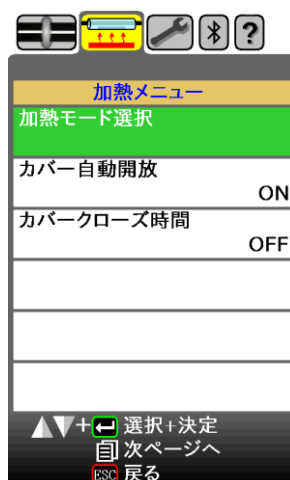 ?
加熱メニュー
加熱モード選択
カバー自動開放
ON
カバークローズ時間
OFF
+ 選択+決定
次ページへ
ESC 戻る